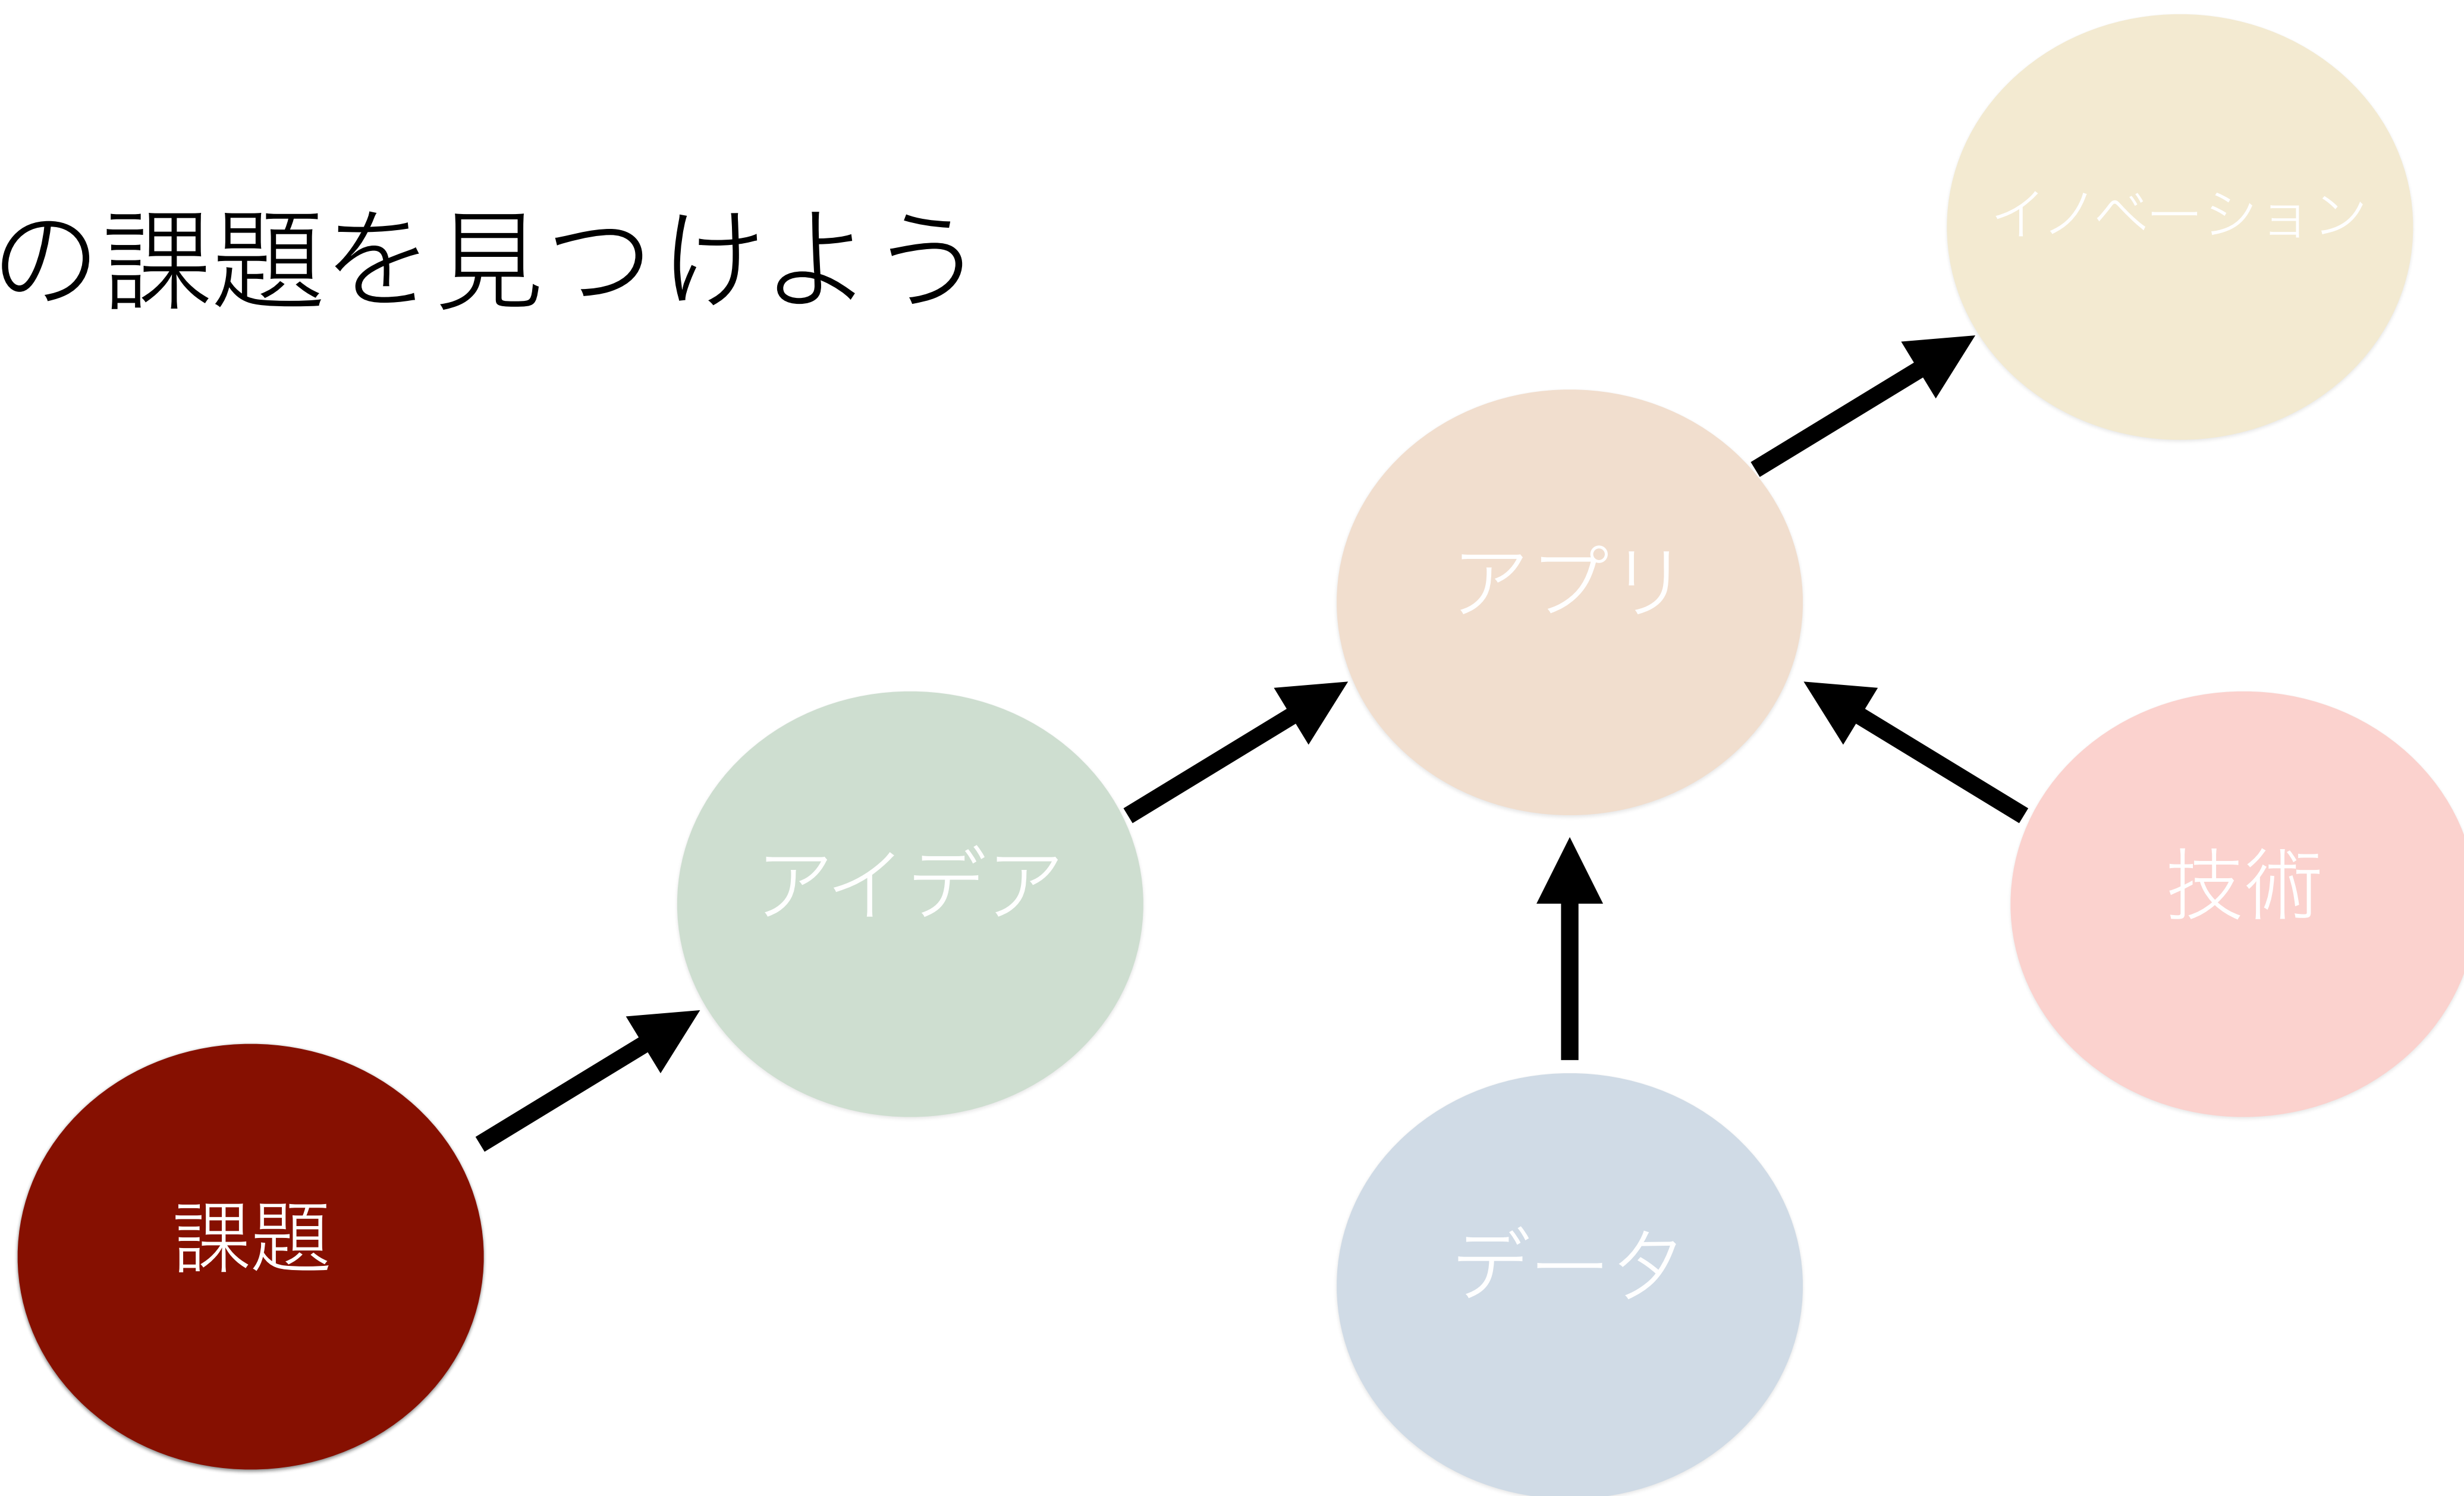 の課題を見つけよう
イノベーション
アプリ
アイデア
技術
課題
データ